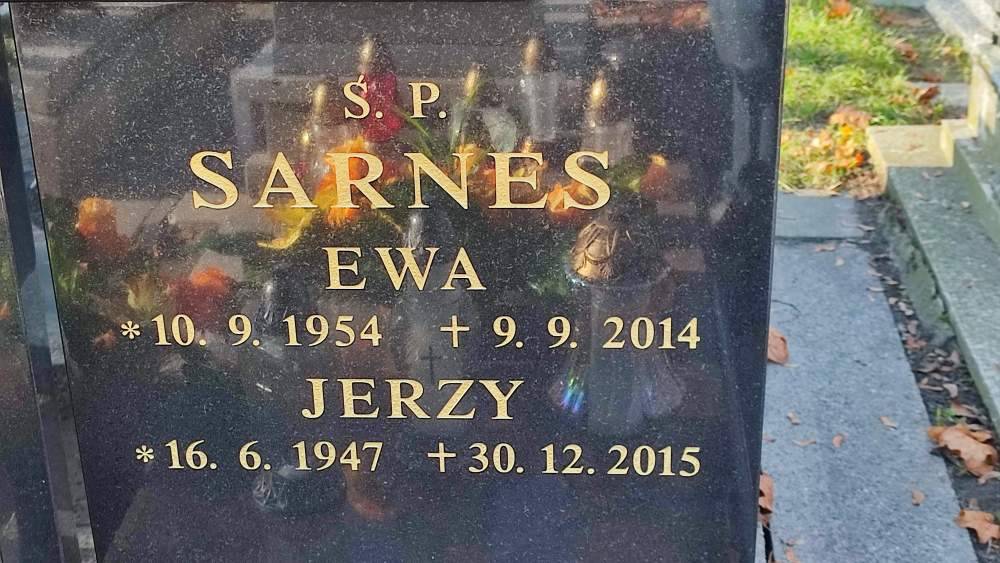 Ś. P.
SARNES
EWA
*10. 9. 1954 † 9. 9. 2014
JERZY
*16. 6. 1947 †30. 12. 2015